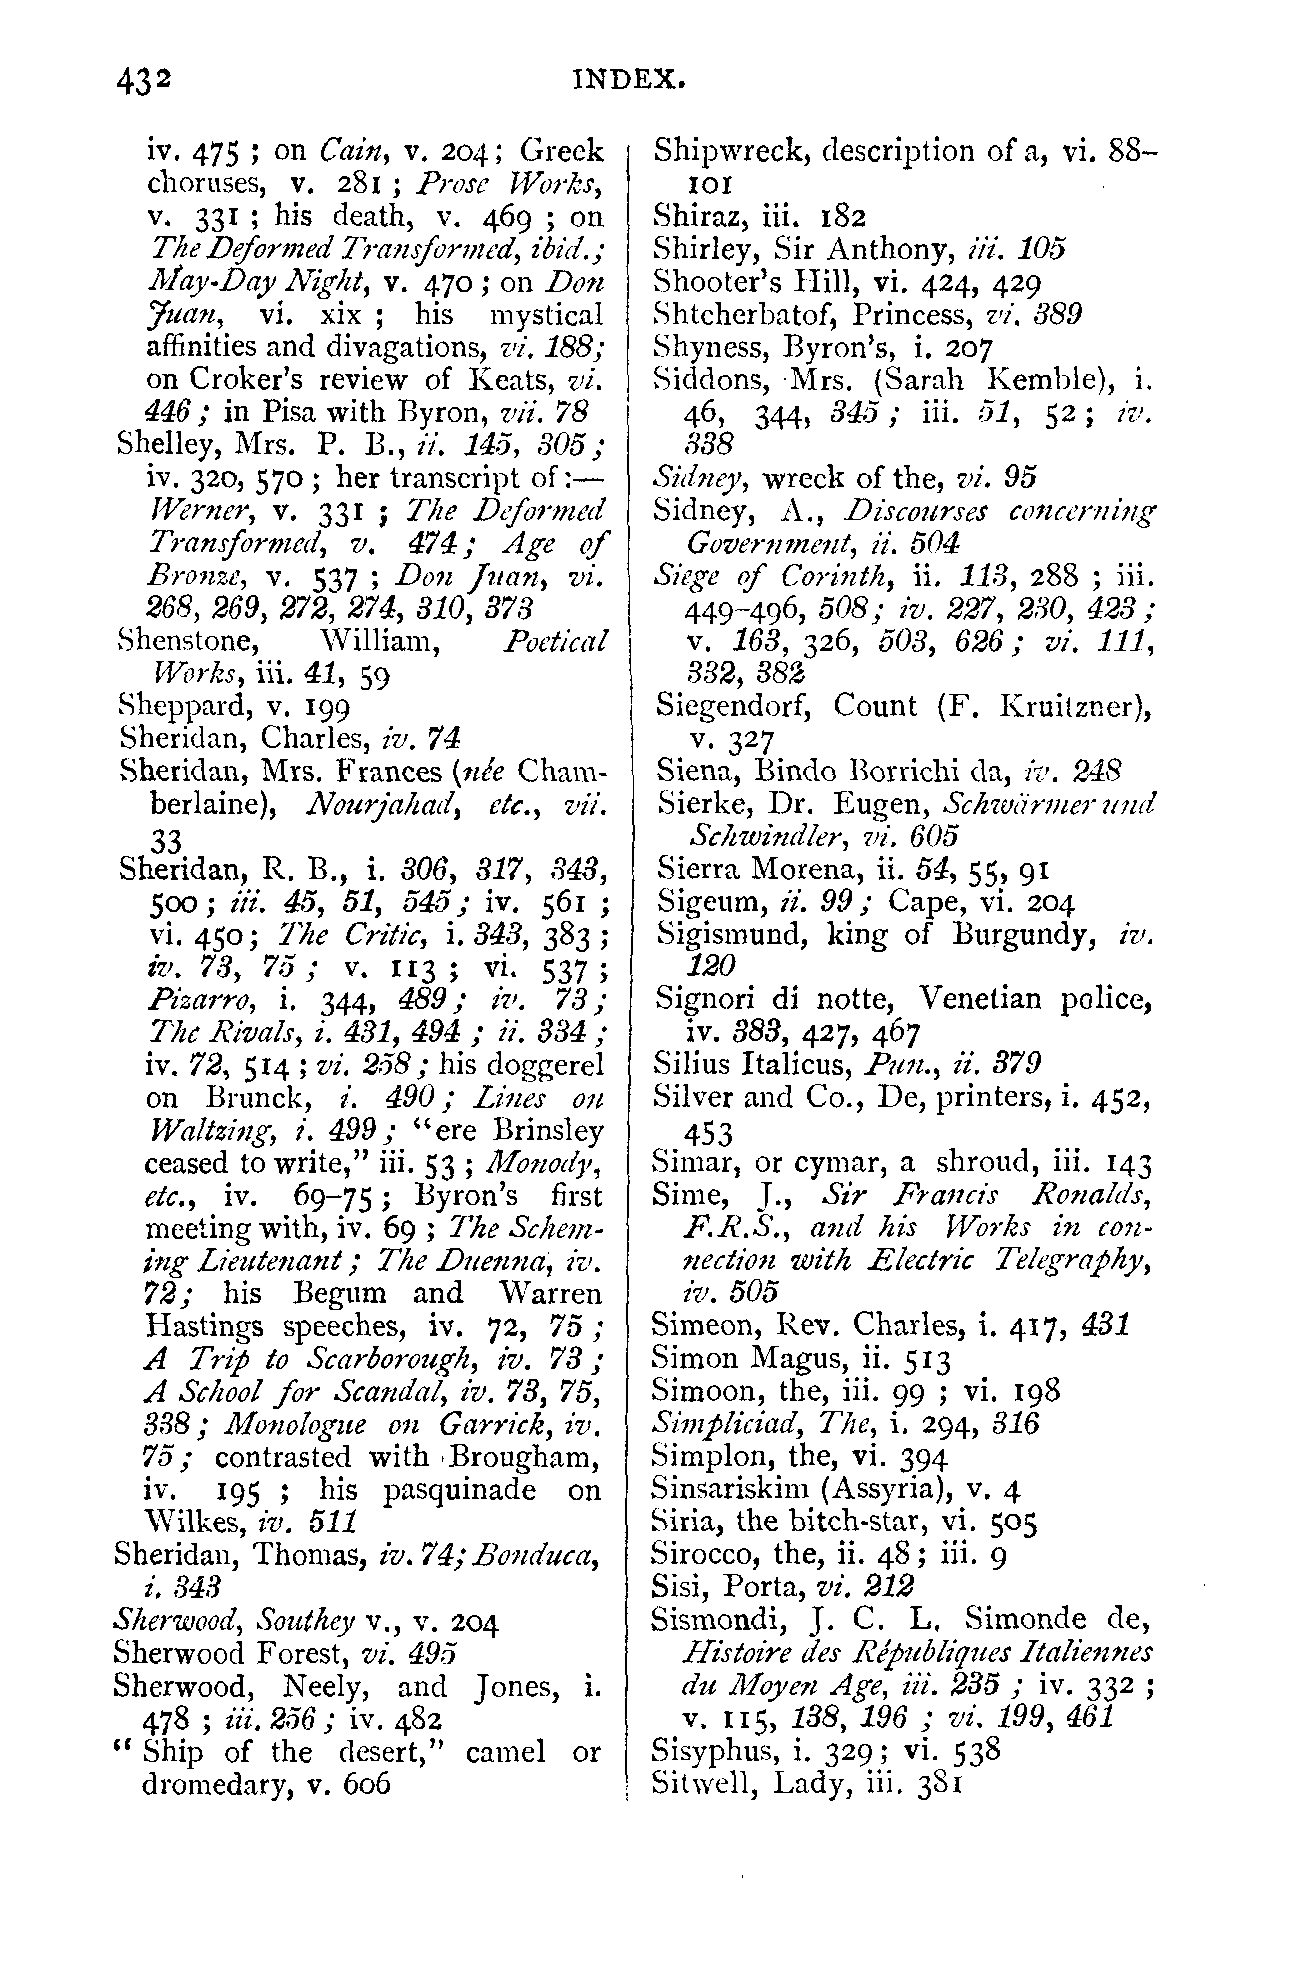 432
INDEX.
iv. 475 ; on Cain, v. 204; Greek
choruses, v. 281 ; Prose Works,
v. 331 ; his death, v. 469 ; on
The Deformed Transformed, ibid.;
May-Day Night, v. 470 ; on Don
Juan, vi. xix ; his mystical
affinities and divagations, vi. 188;
on Croker's review of Keats, vi.
446 ; in Pisa with Byron, vii. 78
Shelley, Mrs. P. B., ii. 145, 305 ;
iv. 320, 570 ; her transcript of :—
Werner, v. 331 ; The Deformed
Transformed, v. 474 ; Age of
Bronze, v. 537 ; Don Juan, vi.
268, 269, 272, 274, 310, 373
Shenstone, William, Poetical
Works, iii. 41, 59
Sheppard, v. 199
Sheridan, Charles, iv. 74
Sheridan, Mrs. Frances (née Cham-
berlaine), Nourjahad, etc., vii.
33
Sheridan, R. B., i. 306, 317, 343,
500 ; iii. 45, 51, 545 ; iv. 561 ;
vi. 450; The Critic, i. 343, 383 ;
iv. 73, 75 ; v. 113 ; vi. 537 ;
Pizarro, i. 344, 489 ; iv. 73 ;
The Rivals, i. 431, 494 ; ii. 334 ;
iv. 72, 514 ; vi. 258 ; his doggerel
on Brunck, i. 490 ; Lines on
Waltzing, i. 499 ; "ere Brinsley
ceased to write," iii. 53 ; Monody,
etc., iv. 69–75 ; Byron's first
meeting with, iv. 69 ; The Schem-
ing Lieutenant ; The Duenna, iv.
72; his Begum and Warren
Hastings speeches, iv. 72, 75 ;
A Trip to Scarborough, iv. 73 ;
A School for Scandal, iv. 73, 75,
338 ; Monologue on Garrick, iv.
75 ; contrasted with Brougham,
iv. 195 ; his pasquinade on
Wilkes, iv. 511
Sheridan, Thomas, iv. 74; Bonduca,
i. 343
Sherwood, Southey v., v. 204
Sherwood Forest, vi. 495
Sherwood, Neely, and Jones, i.
478 ; iii. 256 ; iv. 482
" Ship of the desert," camel or
dromedary, v. 606
Shipwreck, description of a, vi. 88–
101
Shiraz, iii. 182
Shirley, Sir Anthony, iii. 105
Shooter's Hill, vi. 424, 429
Shtcherbatof, Princess, vi. 389
Shyness, Byron's, i. 207
Siddons, Mrs. (Sarah Kemble), i.
46, 344, 345 ; iii. 51, 52 ; iv.
338
Sidney, wreck of the, vi. 95
Sidney, A., Discourses concerning
Government, ii. 504
Siege of Corinth, ii. 113, 288 ; iii.
449–496, 508; iv. 227, 230, 423 ;
v. 163, 326, 503, 626 ; vi. 111,
332, 382
Siegendorf, Count (F. Kruitzner),
v. 327
Siena, Bindo Borrichi da, iv. 248
Sierke, Dr. Eugen, Schwärmer und
Schwindler, vi. 605
Sierra Morena, ii. 54, 55, 91
Sigeum, ii. 99 ; Cape, vi. 204
Sigismund, king of Burgundy, iv.
120
Signori di notte, Venetian police,
iv. 383, 427, 467
Silius Italicus, Pun., ii. 379
Silver and Co., De, printers, i. 452,
453
Simar, or cymar, a shroud, iii. 143
Sime, J., Sir Francis Ronalds,
F.R.S., and his Works in con-
nection with Electric Telegraphy,
iv. 505
Simeon, Rev. Charles, i. 417, 431
Simon Magus, ii. 513
Simoon, the, iii. 99 ; vi. 198
Simpliciad, The, i. 294, 316
Simplon, the, vi. 394
Sinsariskim (Assyria), v. 4
Siria, the bitch-star, vi. 505
Sirocco, the, ii. 48 ; iii. 9
Sisi, Porta, vi. 212
Sismondi, J. C. L. Simonde de,
Histoire des Républiques Italiennes
du Moyen Age, iii. 235 ; iv. 332 ;
v. 115, 138, 196 ; vi. 199, 461
Sisyphus, i. 329 ; vi. 538
Sitwell, Lady, iii. 381